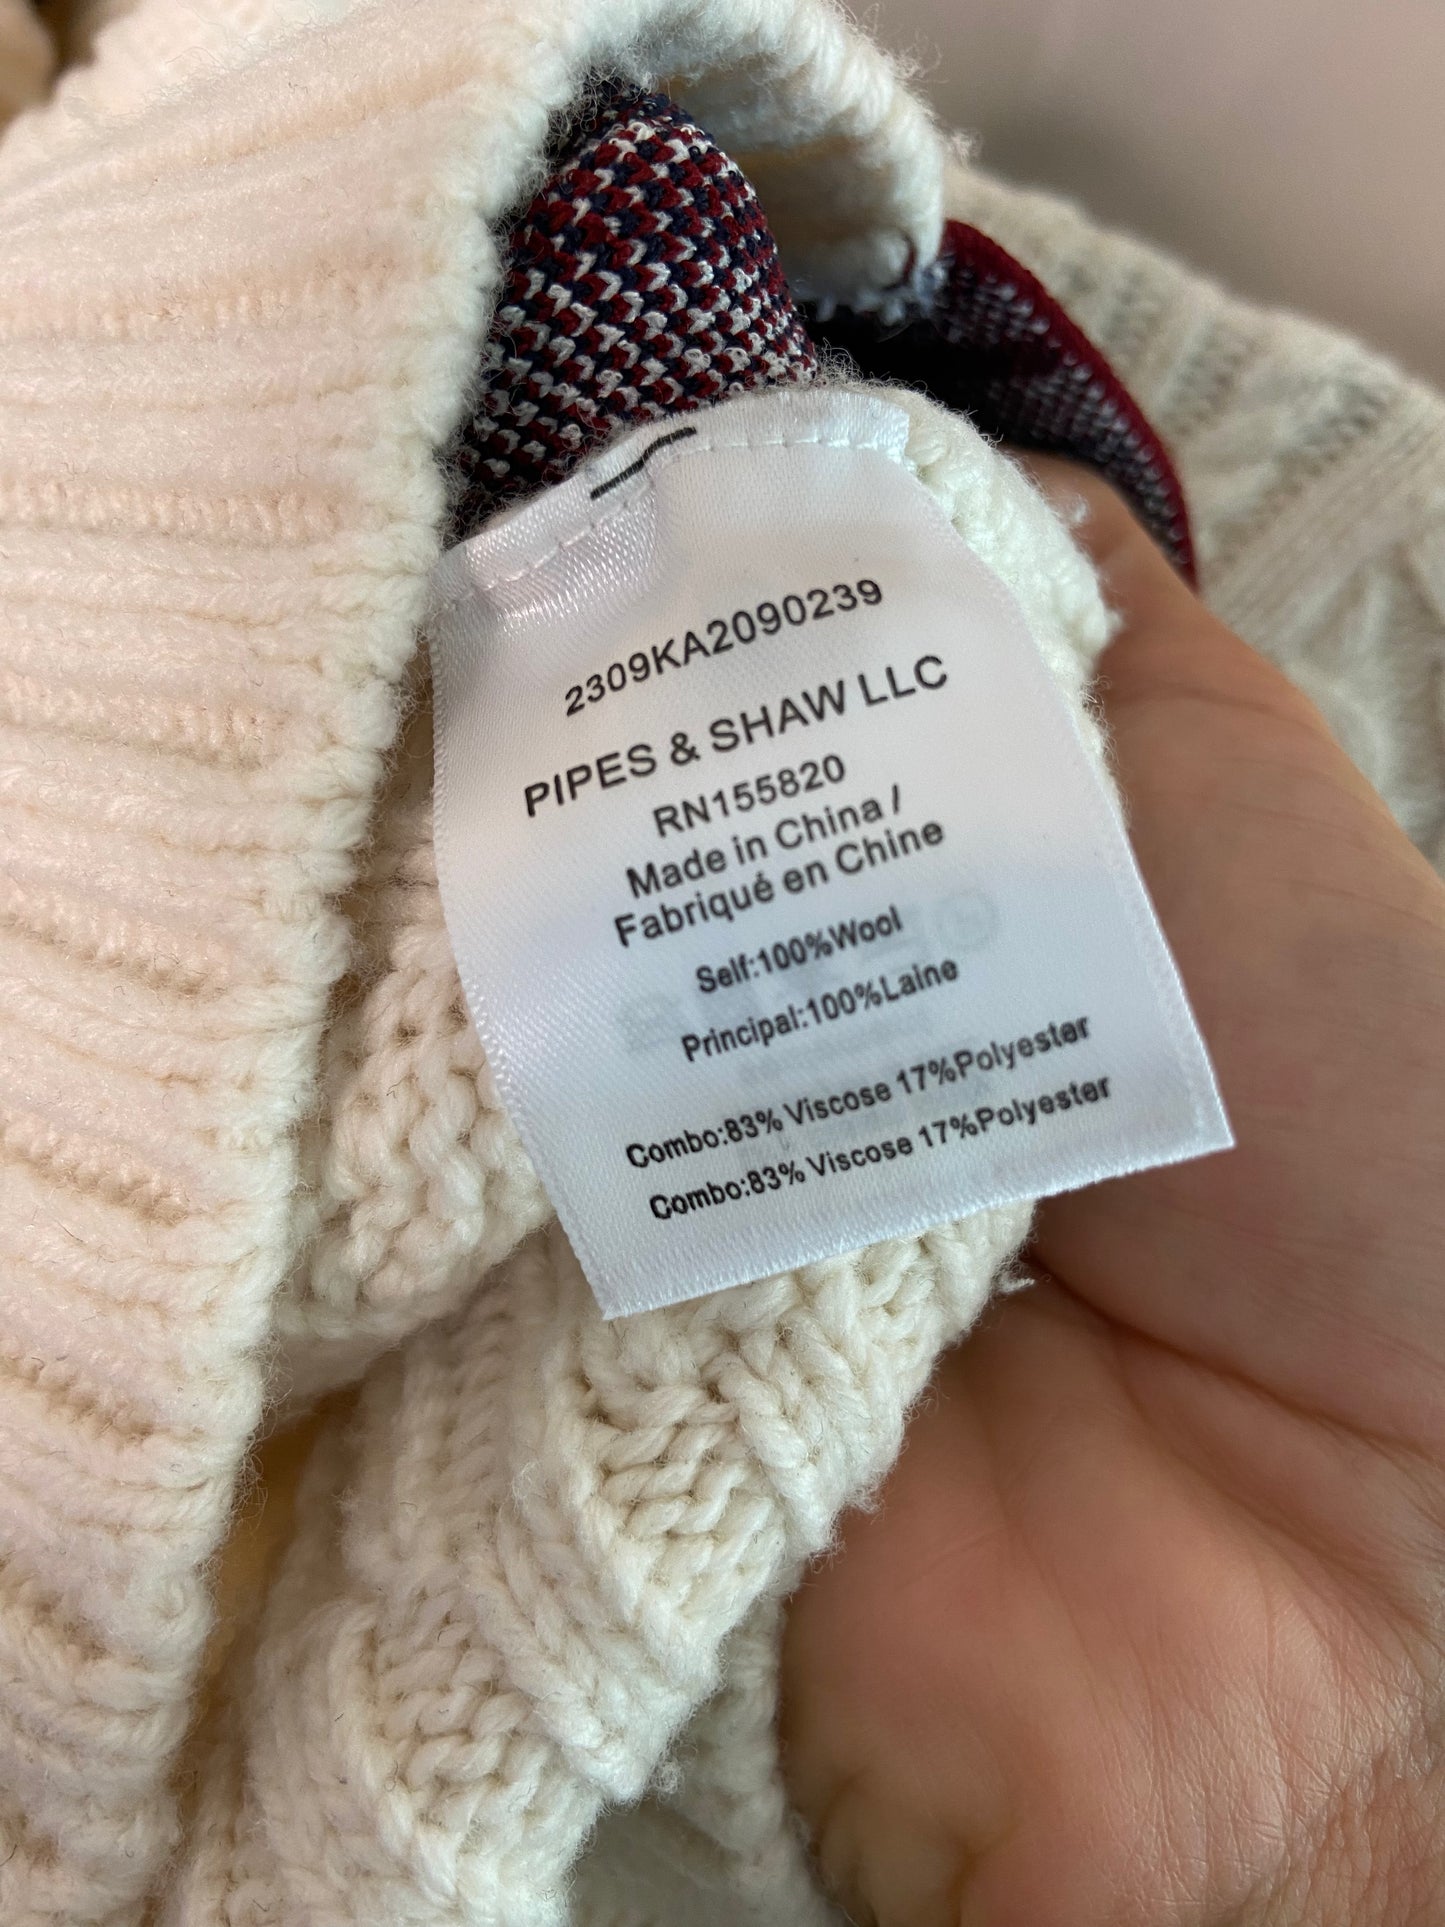 2309KA2090239
PIPES & SHAW LLC
RN155820
Made in China /
Fabriqué en Chine
Self:100%Wool
Principal:100%Laine
Combo:83% Viscose 17%Polyester
Combo:83% Viscose 17%Polyester